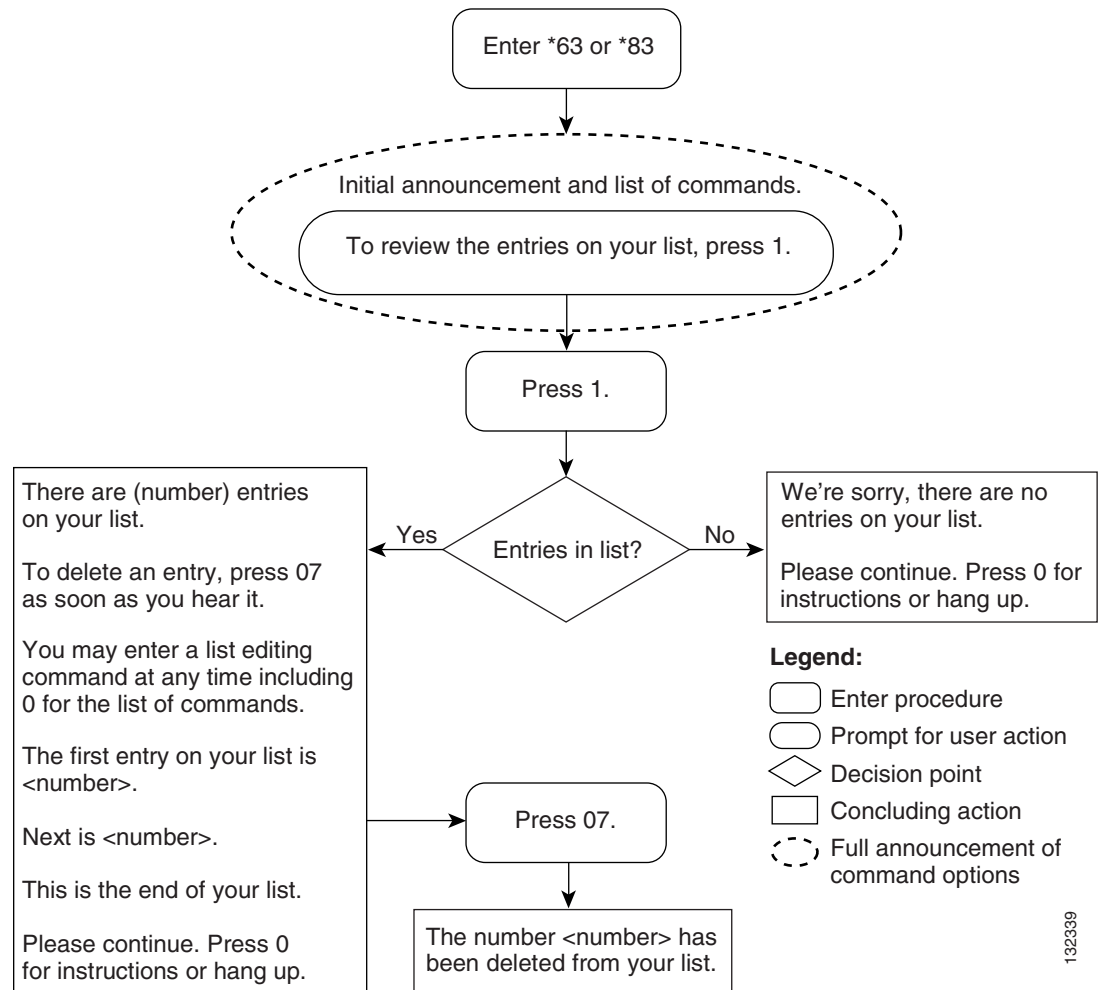 Enter *63 or *83
Initial announcement and list of commands.
To review the entries on your list, press 1.
Press 1.
Entries in list?
Yes
No
There are (number) entries
on your list.
To delete an entry, press 07
as soon as you hear it.
You may enter a list editing
command at any time including
0 for the list of commands.
The first entry on your list is
<number>.
Next is <number>.
This is the end of your list.
Please continue. Press 0
for instructions or hang up.
We're sorry, there are no
entries on your list.
Please continue. Press 0 for
instructions or hang up.
Press 07.
The number <number> has
been deleted from your list.
Legend:
Enter procedure
Prompt for user action
Decision point
Concluding action
Full announcement of
command options
132339